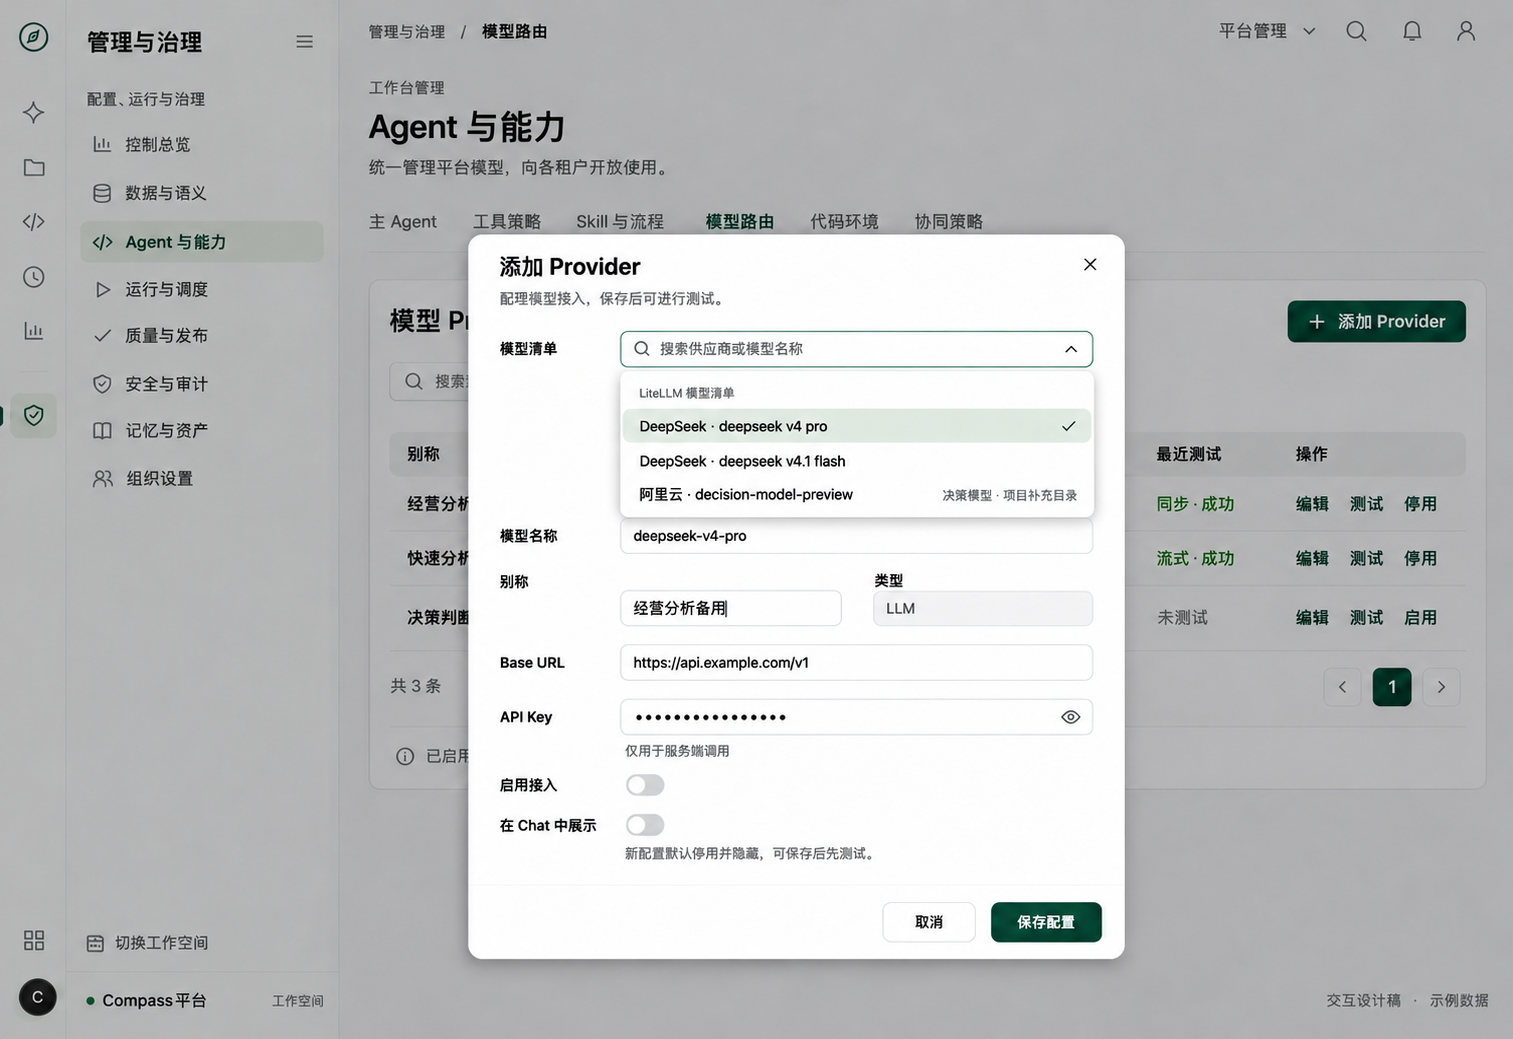 管理与治理
配置、运行与治理
控制总览
数据与语义
Agent 与能力
运行与调度
质量与发布
安全与审计
记忆与资产
组织设置
切换工作空间
C
Compass平台
工作空间
管理与治理 / 模型路由
平台管理
工作台管理
Agent 与能力
统一管理平台模型，向各租户开放使用。
主 Agent 工具策略 Skill 与流程 模型路由 代码环境 协同策略
模型 P
+ 添加 Provider
搜索
别称 最近测试 操作
经营分析 同步 · 成功 编辑 测试 停用
快速分析 流式 · 成功 编辑 测试 停用
决策判断 未测试 编辑 测试 启用
共 3 条
1
已启用
添加 Provider
配理模型接入，保存后可进行测试。
模型清单
搜索供应商或模型名称
LiteLLM 模型清单
DeepSeek · deepseek v4 pro
DeepSeek · deepseek v4.1 flash
阿里云 · decision-model-preview 决策模型 · 项目补充目录
模型名称
deepseek-v4-pro
别称
经营分析备用
类型
LLM
Base URL
https://api.example.com/v1
API Key
••••••••••••••••
仅用于服务端调用
启用接入
在 Chat 中展示
新配置默认停用并隐藏，可保存后先测试。
取消
保存配置
交互设计稿 · 示例数据